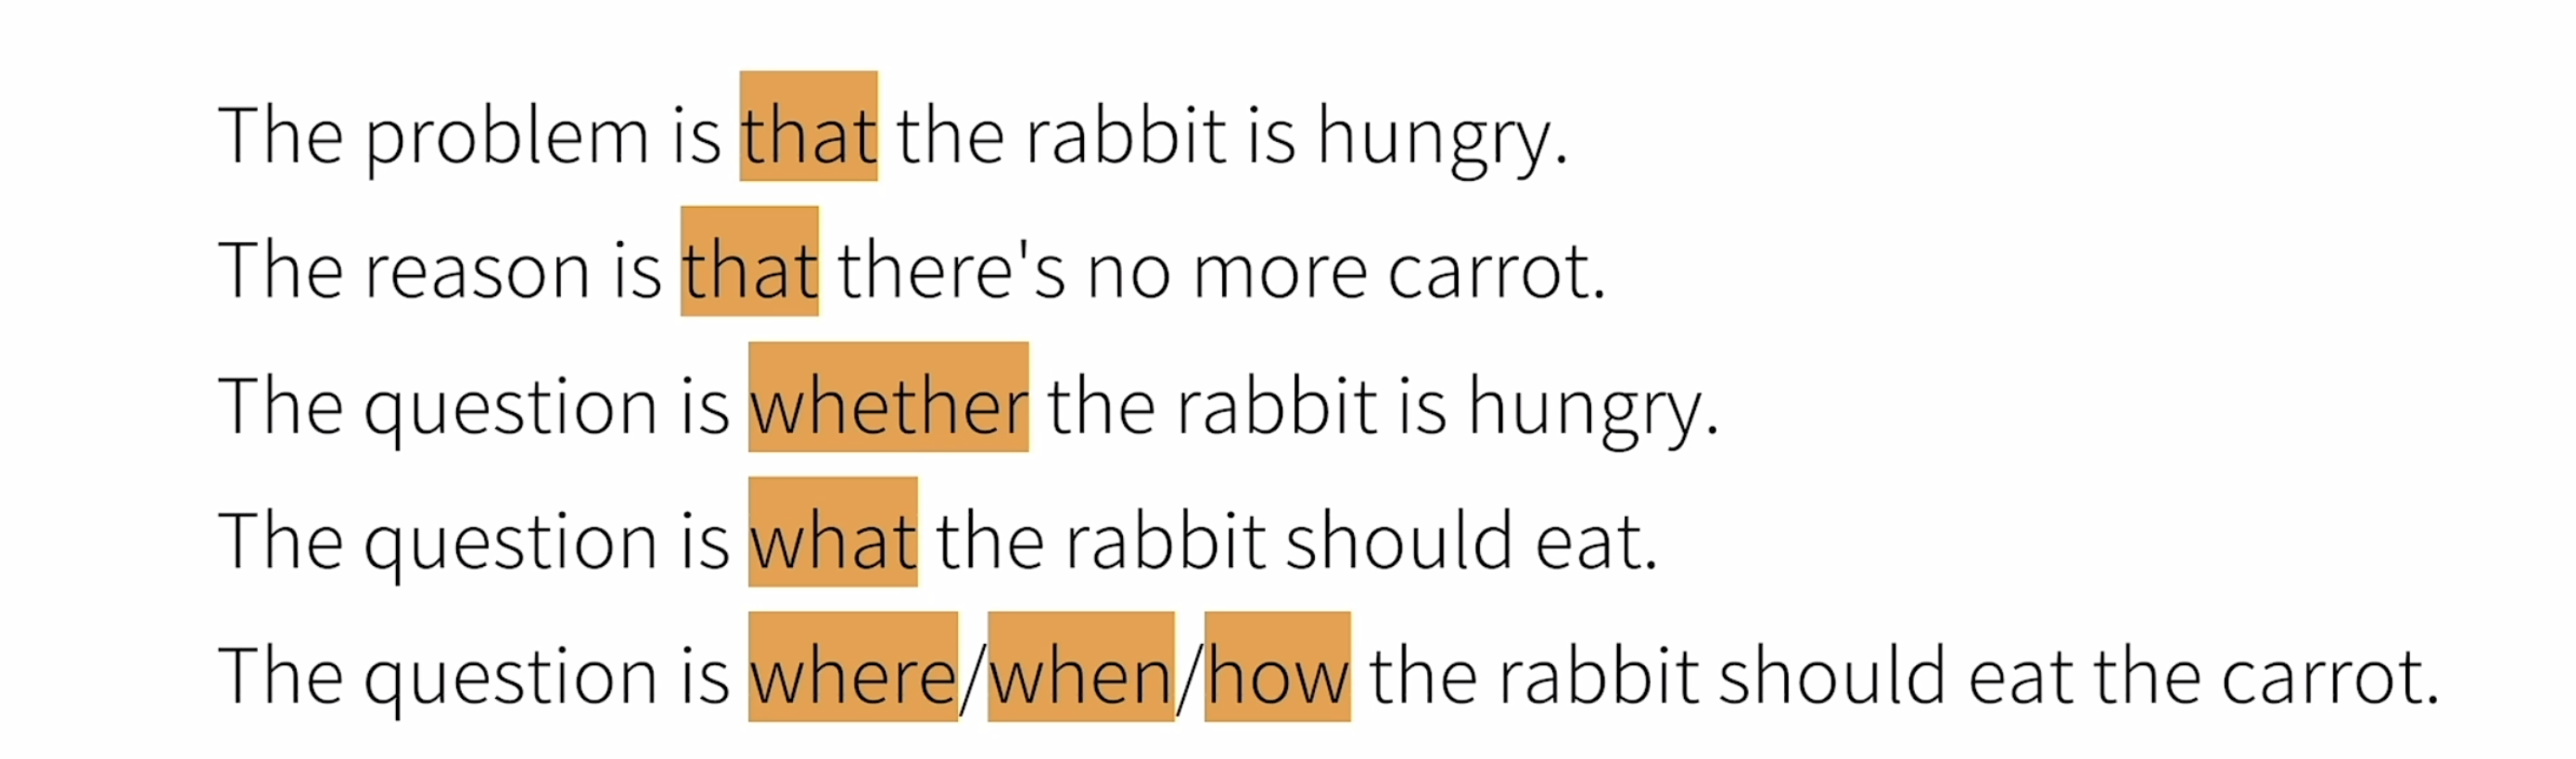 The problem is that the rabbit is hungry.
The reason is that there's no more carrot.
The question is whether the rabbit is hungry.
The question is what the rabbit should eat.
The question is where/when/how the rabbit should eat the carrot.